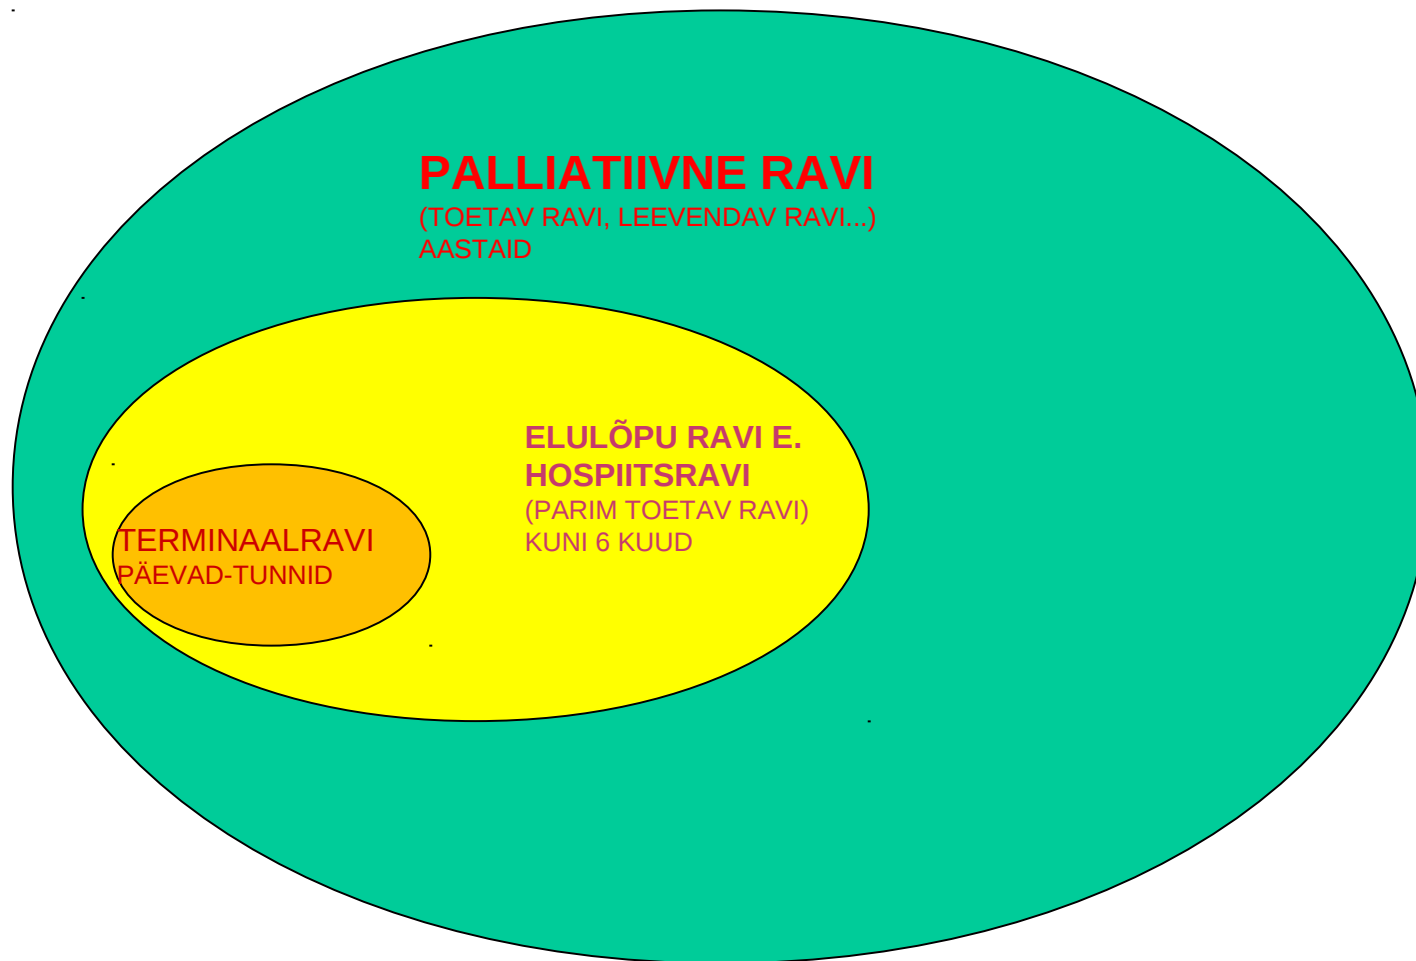 PALLIATIIVNE RAVI
(TOETAV RAVI, LEEVENDAV RAVI...)
AASTAID
ELULÕPU RAVI E.
HOSPIITSRAVI
(PARIM TOETAV RAVI)
KUNI 6 KUUD
TERMINAALRAVI
PÄEVAD-TUNNID